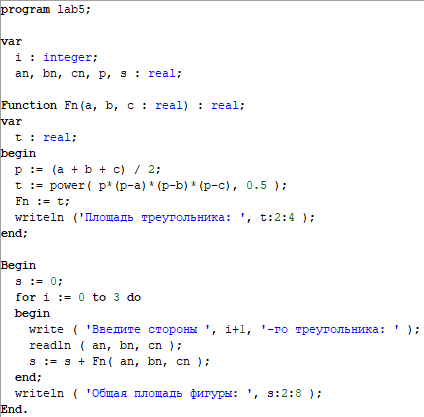 program lab5;
var
i : integer;
an, bn, cn, p, s : real;
Function Fn(a, b, c : real) : real;
var
t : real;
begin
p := (a + b + c) / 2;
t := power( p*(p-a)*(p-b)*(p-c), 0.5 );
Fn := t;
writeln ('Площадь треугольника: ', t:2:4 );
end;
Begin
s := 0;
for i := 0 to 3 do
begin
write ( 'Введите стороны ', i+1, '-го треугольника: ' );
readln ( an, bn, cn );
s := s + Fn( an, bn, cn );
end;
writeln ( 'Общая площадь фигуры: ', s:2:8 );
End.